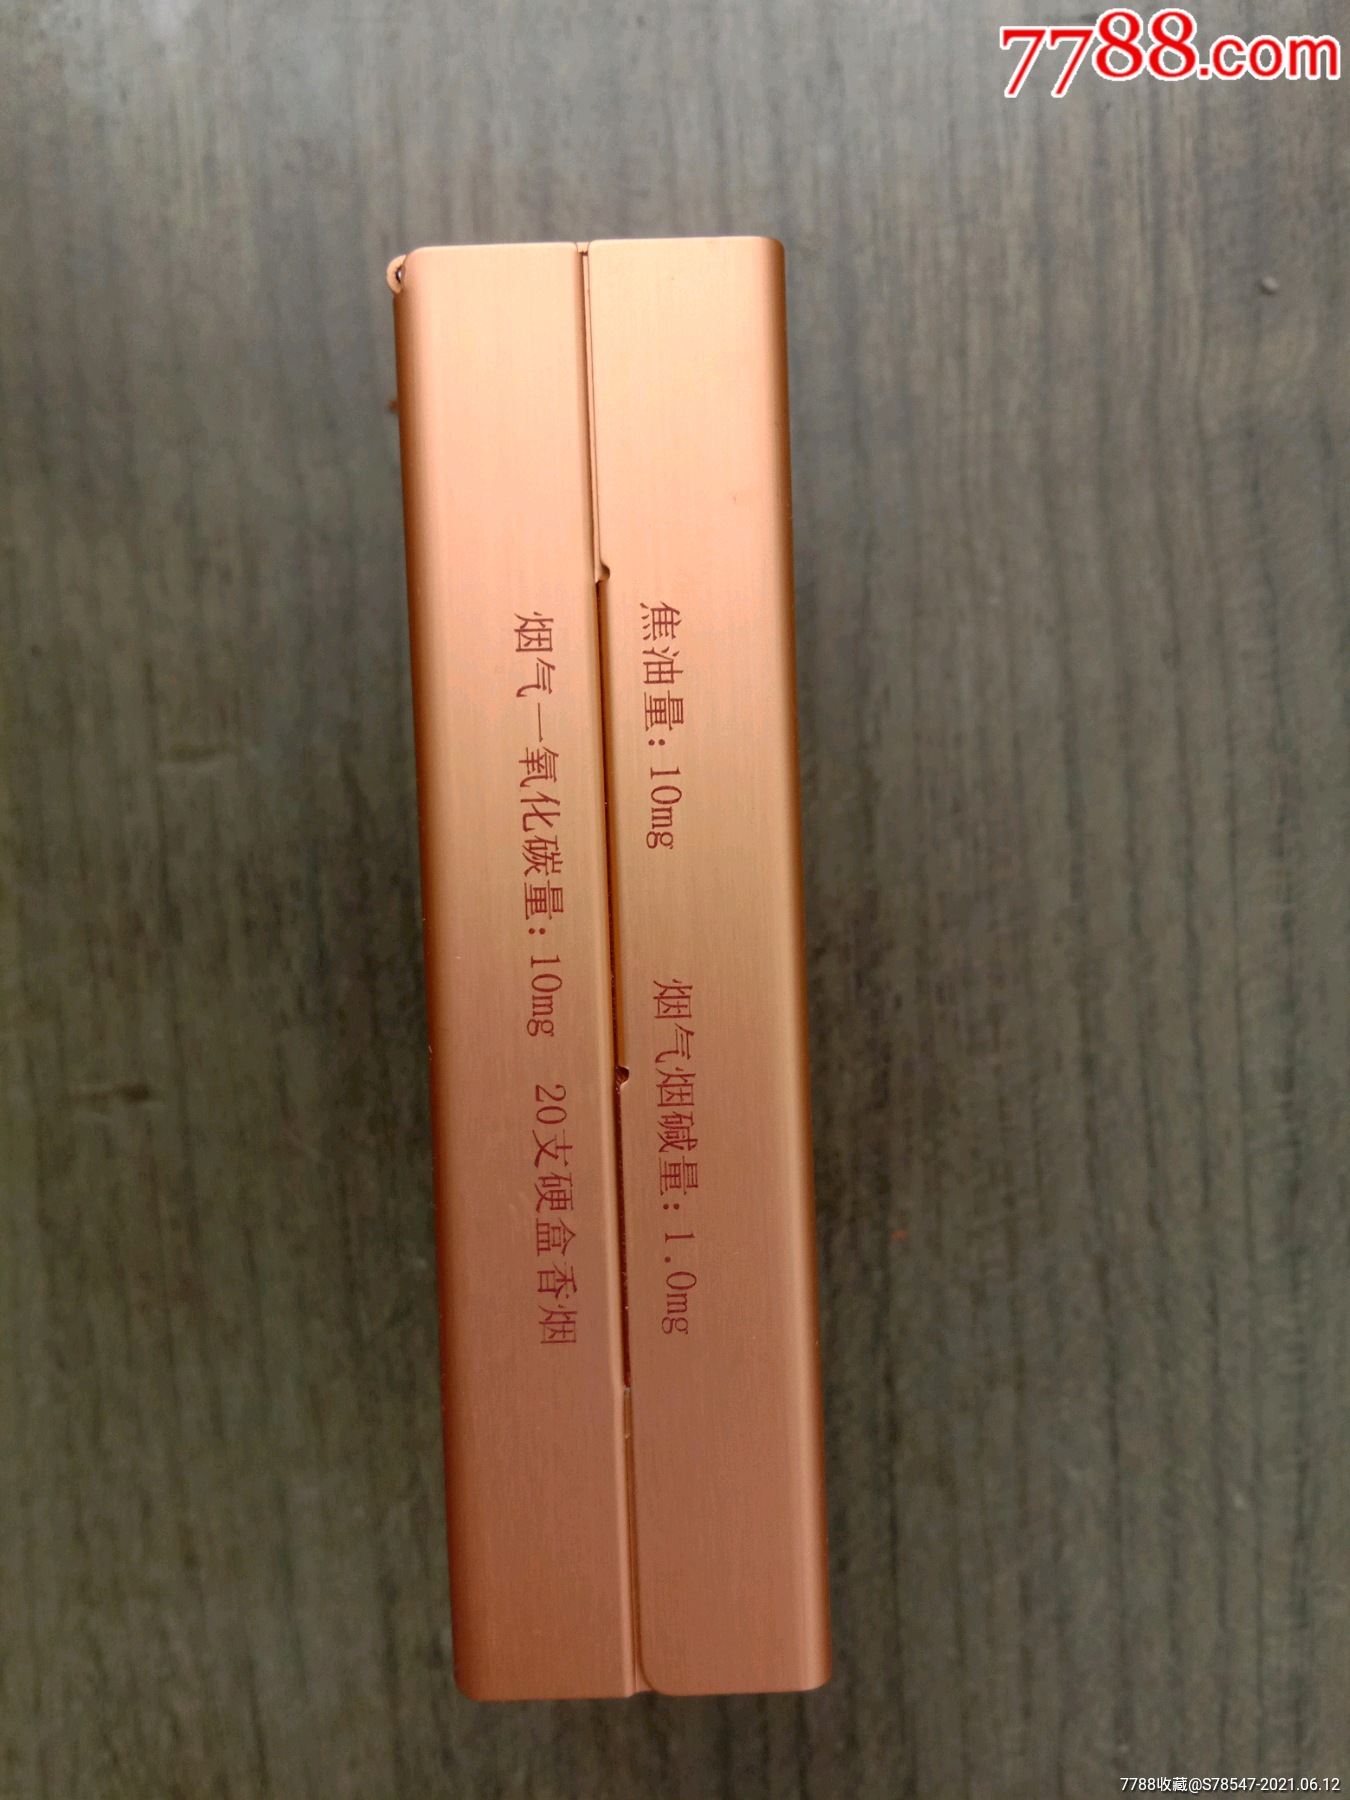 7788.com
焦油量:10mg 烟气烟碱量:1.0mg
烟气一氧化碳量:10mg 20支硬盒香烟
7788收藏@S78547-2021.06.12